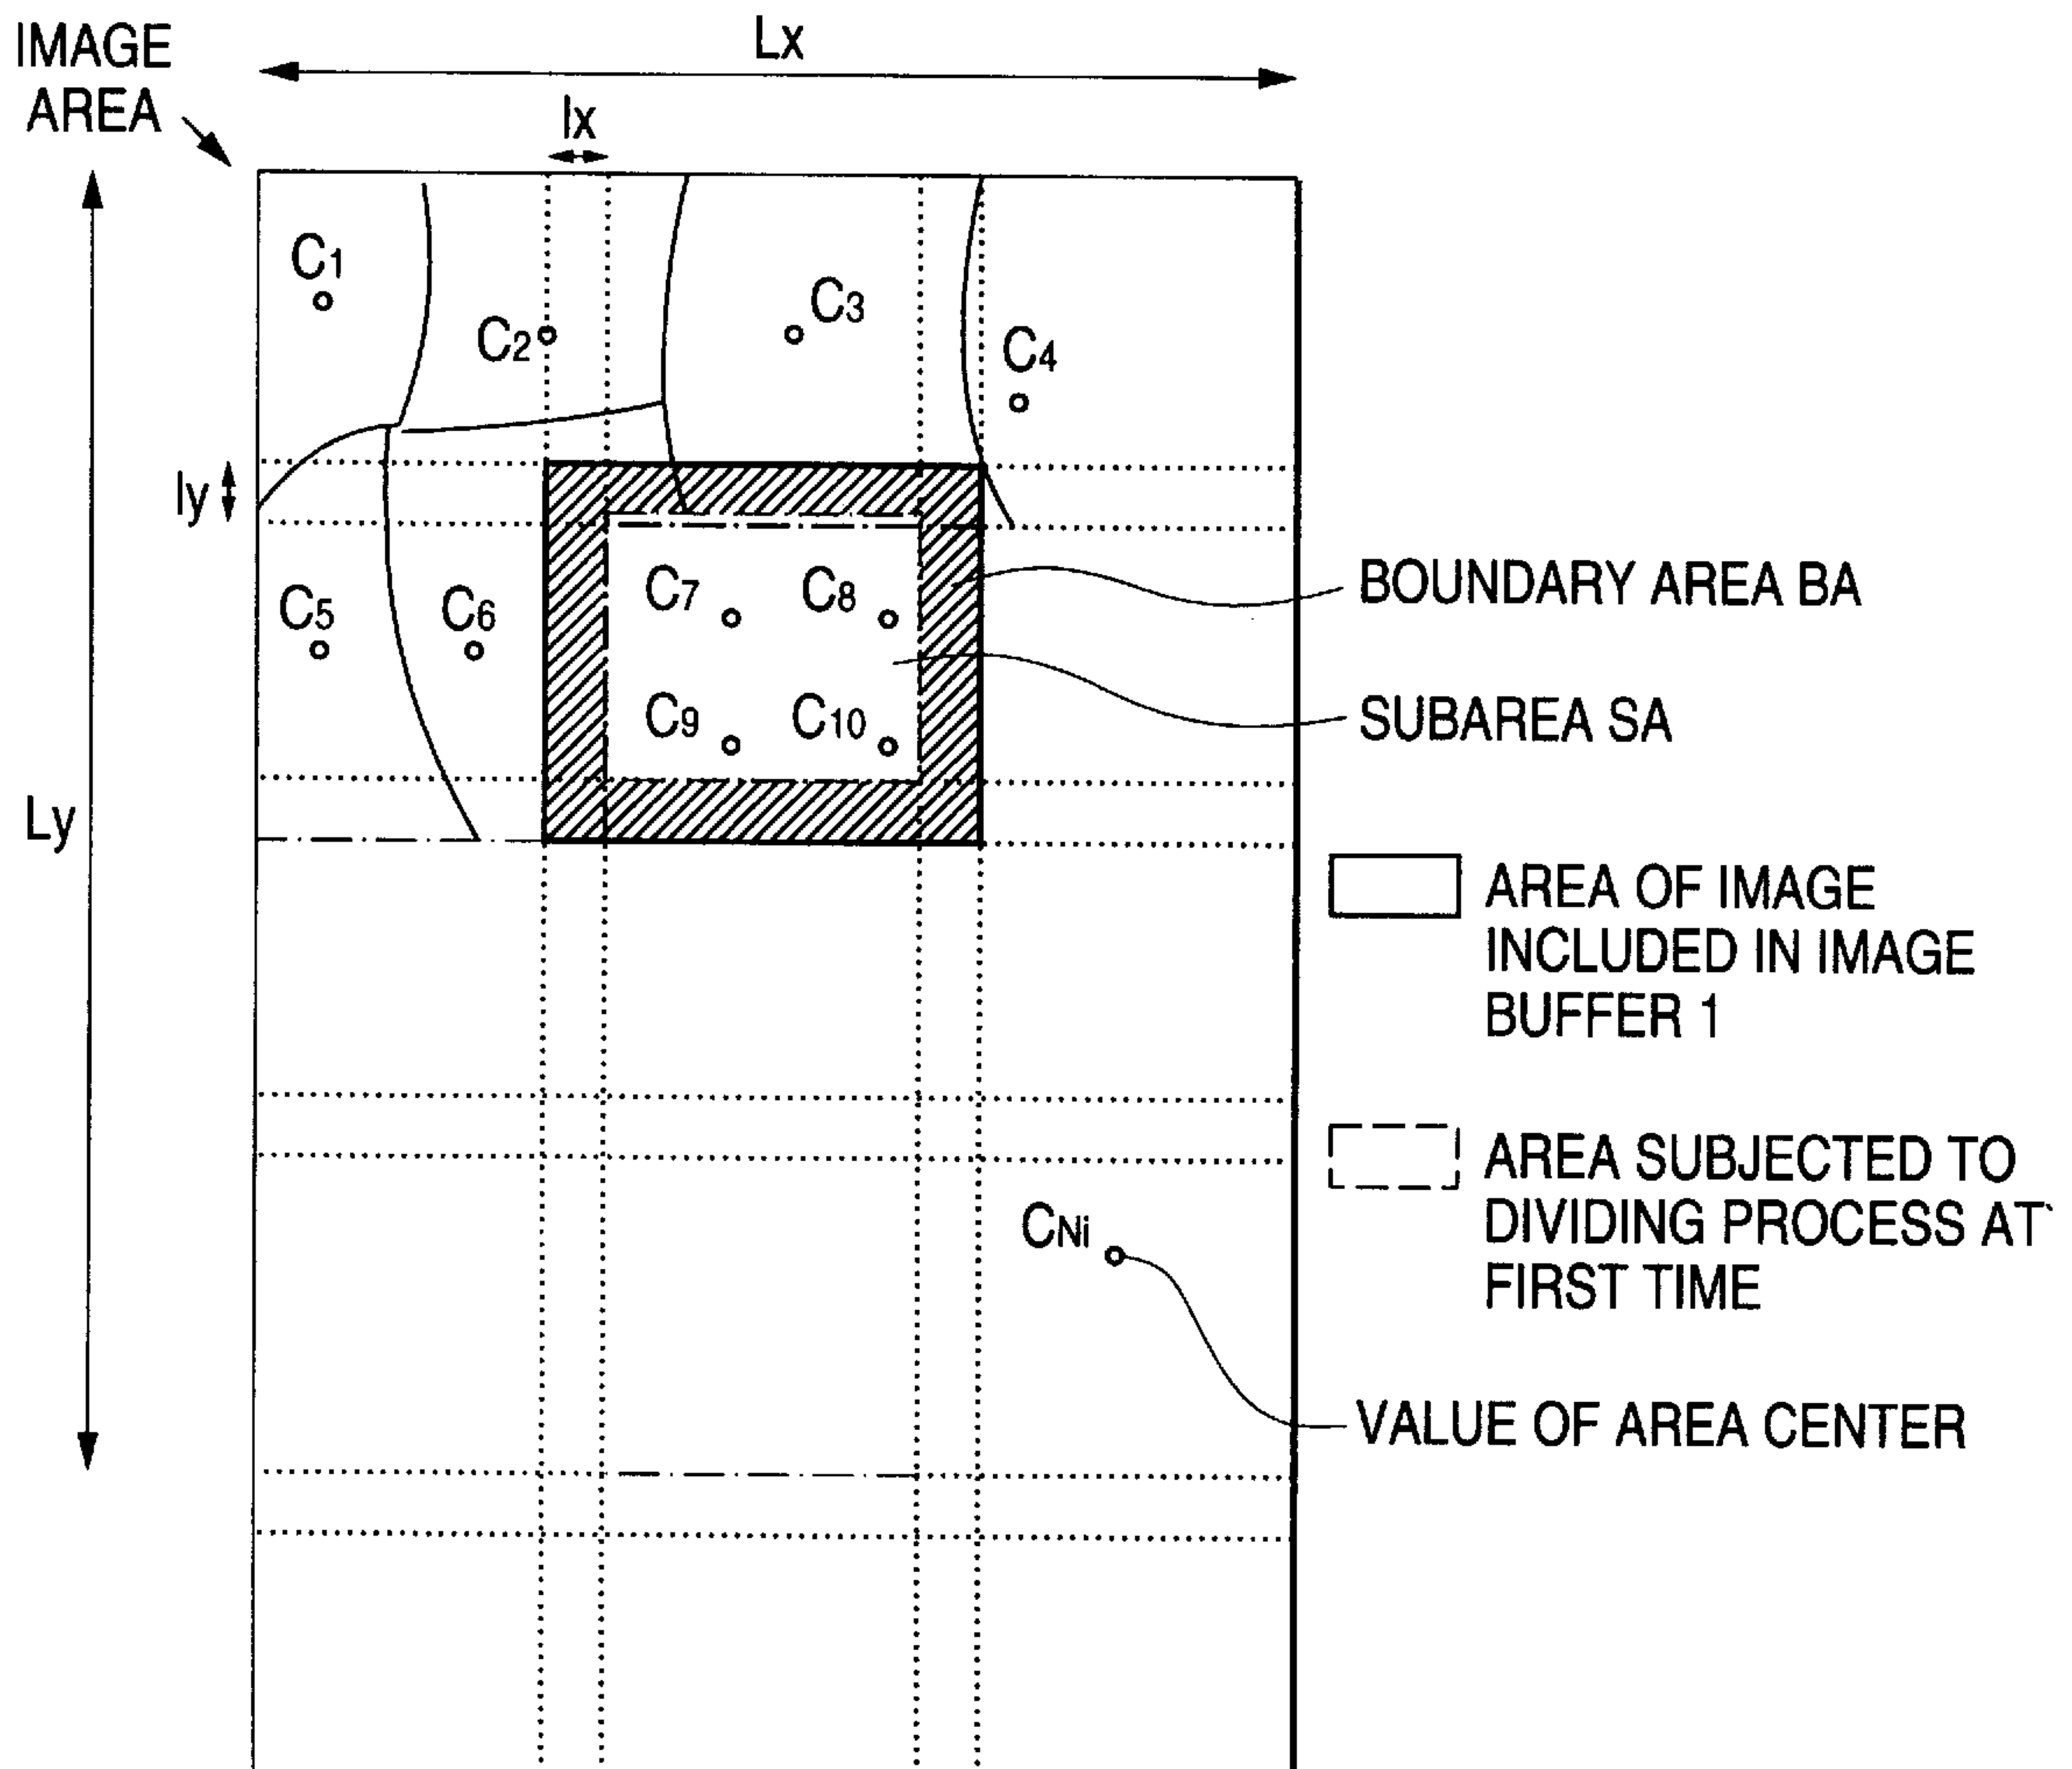 IMAGE
AREA
Lx
lx
C1
C2
C3
C4
ly
C5
C6
C7
C8
C9
C10
Ly
BOUNDARY AREA BA
SUBAREA SA
AREA OF IMAGE
INCLUDED IN IMAGE
BUFFER 1
AREA SUBJECTED TO
DIVIDING PROCESS AT
FIRST TIME
CNi
VALUE OF AREA CENTER